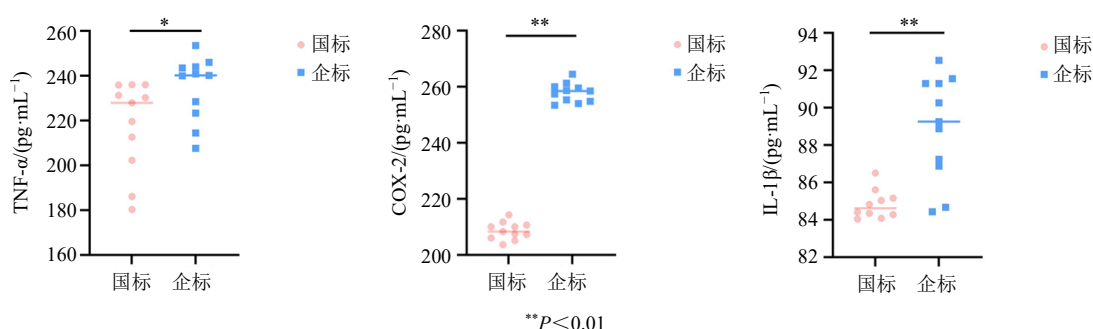 TNF-α/(pg·mL⁻¹)
260
240
220
200
180
160
*
国标
企标
国标
企标
COX-2/(pg·mL⁻¹)
280
260
240
220
200
**
国标
企标
国标
企标
IL-1β/(pg·mL⁻¹)
94
92
90
88
86
84
82
**
国标
企标
国标
企标
**P＜0.01